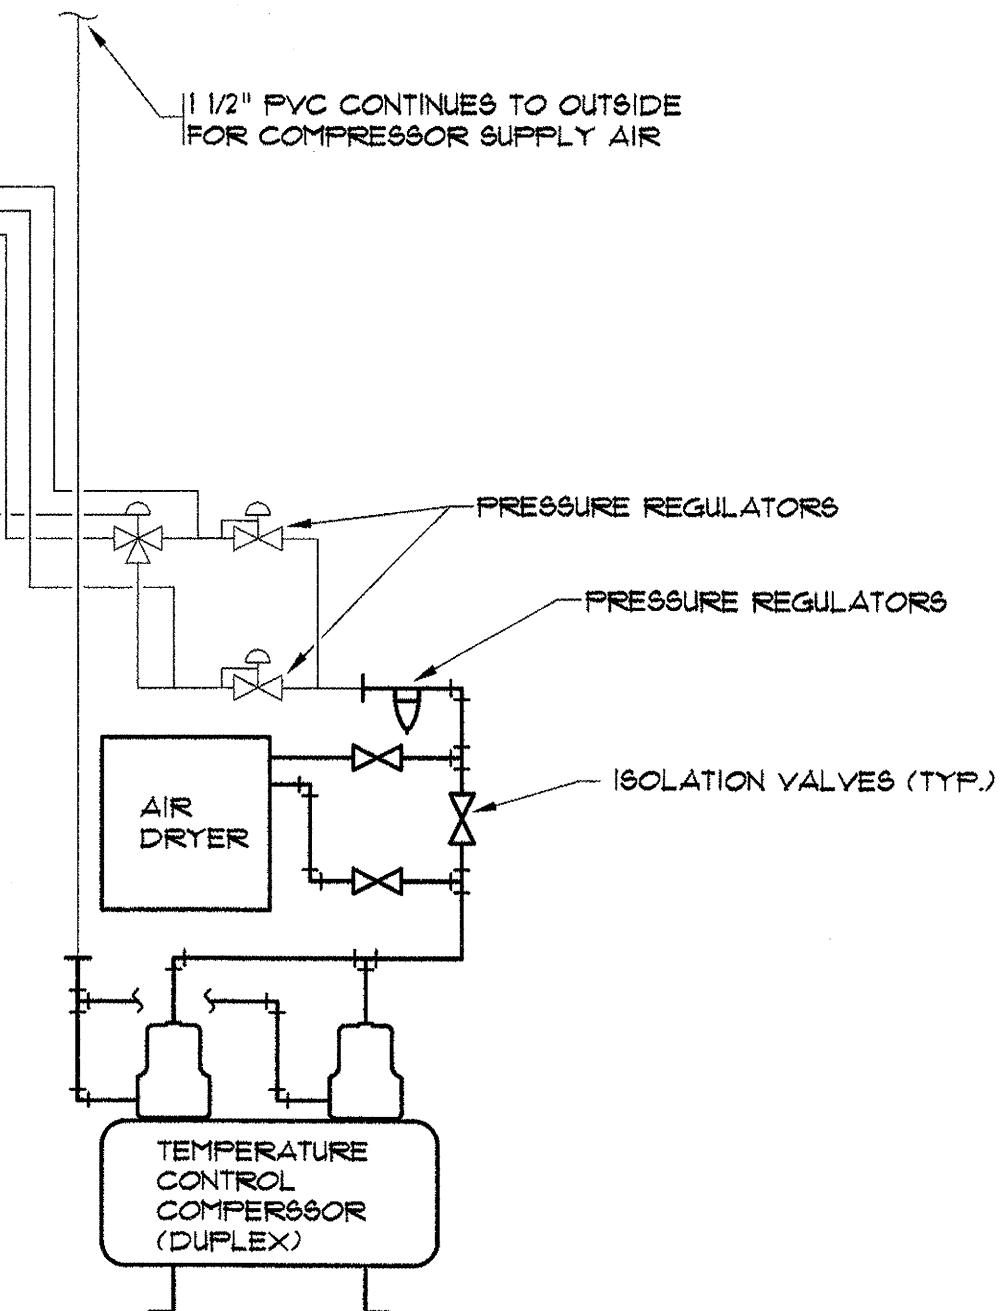 1 1/2" PVC CONTINUES TO OUTSIDE
FOR COMPRESSOR SUPPLY AIR
PRESSURE REGULATORS
PRESSURE REGULATORS
ISOLATION VALVES (TYP.)
AIR
DRYER
TEMPERATURE
CONTROL
COMPERSSOR
(DUPLEX)